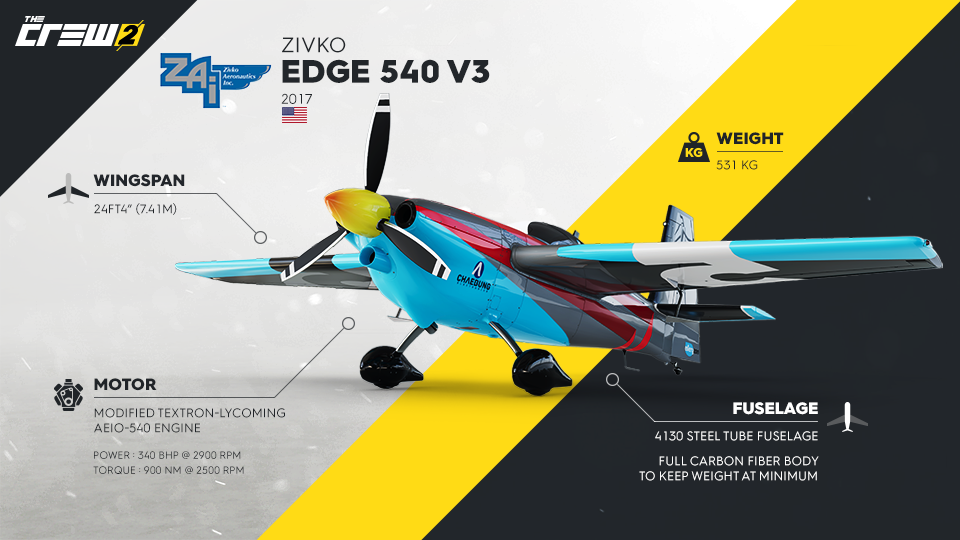 THE
CREW2
ZAi
Zivko
Aeronautics
Inc.
ZIVKO
EDGE 540 V3
2017
KG
WEIGHT
531 KG
WINGSPAN
24FT4" (7.41M)
CHAEBUNG
MOTOR
MODIFIED TEXTRON-LYCOMING
AEIO-540 ENGINE
POWER : 340 BHP @ 2900 RPM
TORQUE : 900 NM @ 2500 RPM
FUSELAGE
4130 STEEL TUBE FUSELAGE
FULL CARBON FIBER BODY
TO KEEP WEIGHT AT MINIMUM